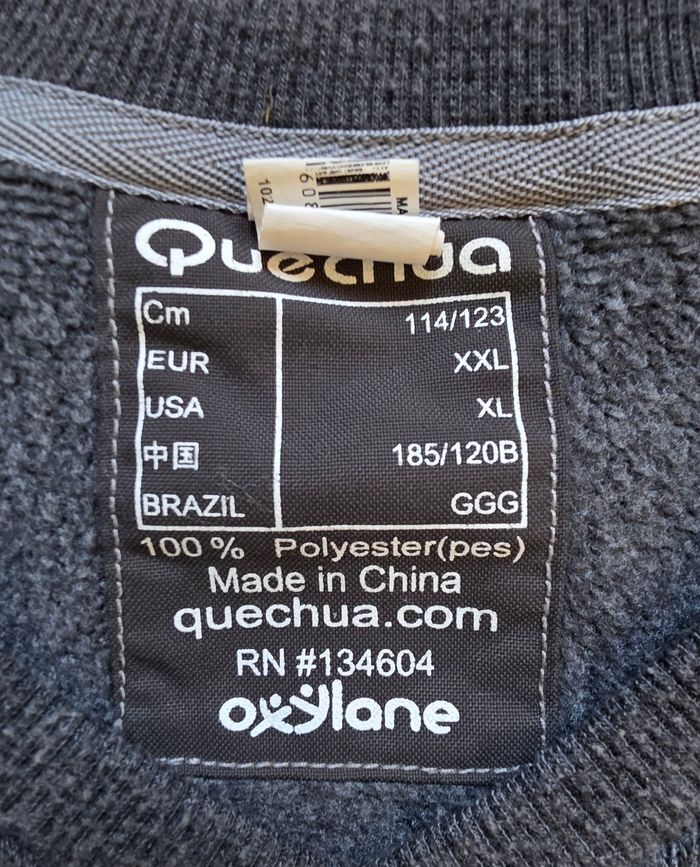 Quechua
Cm 114/123
EUR XXL
USA XL
中国 185/120B
BRAZIL GGG
100 % Polyester(pes)
Made in China
quechua.com
RN #134604
oxylane